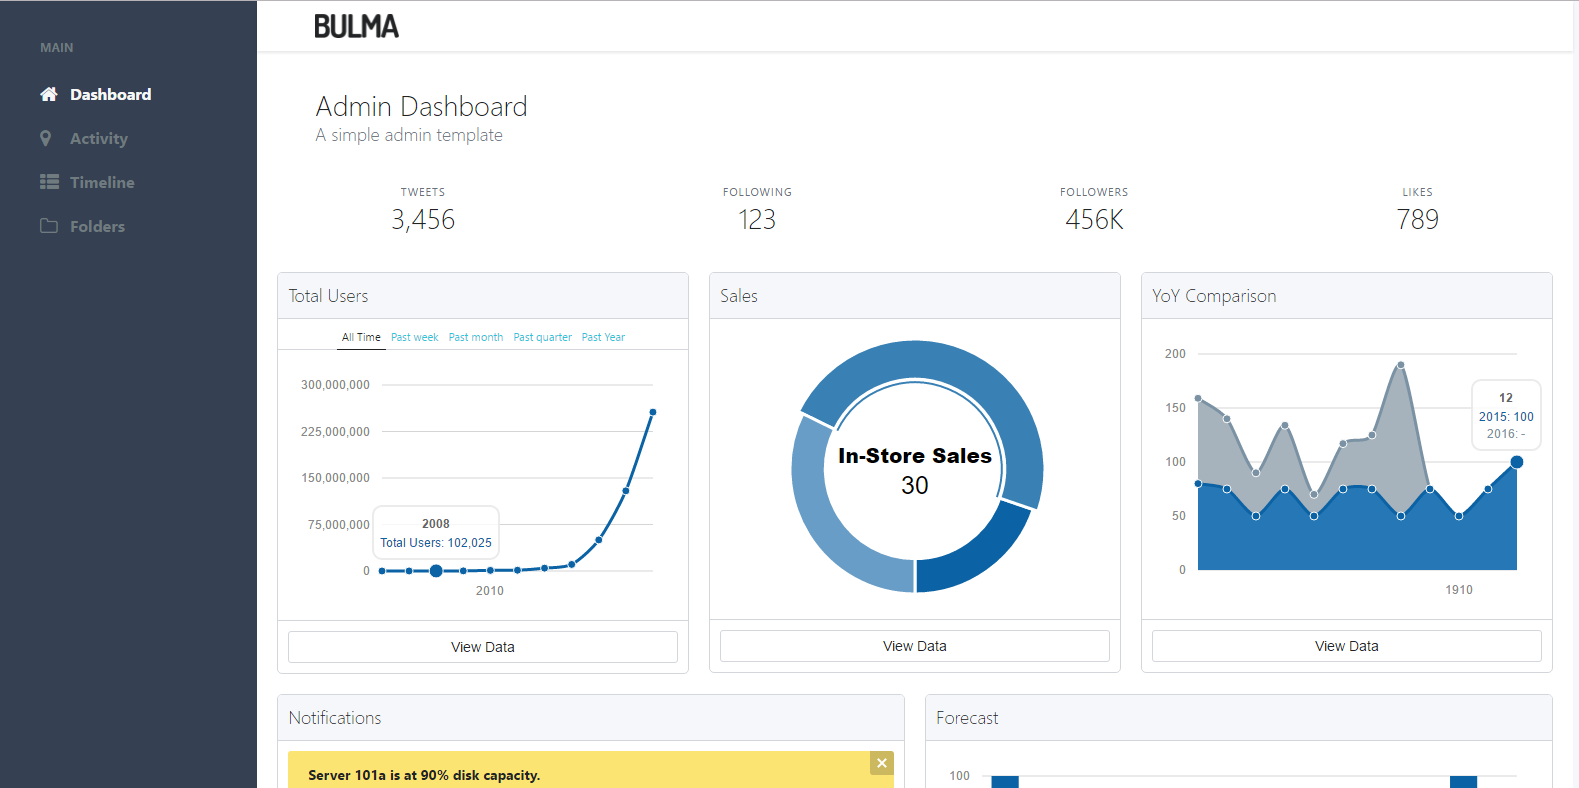 BULMA
MAIN
Dashboard
Activity
Timeline
Folders
Admin Dashboard
A simple admin template
TWEETS
3,456
FOLLOWING
123
FOLLOWERS
456K
LIKES
789
Total Users
All Time Past week Past month Past quarter Past Year
300,000,000
225,000,000
150,000,000
75,000,000
0
2008
Total Users: 102,025
2010
View Data
Sales
In-Store Sales
30
View Data
YoY Comparison
200
150
100
50
0
12
2015: 100
2016: -
1910
View Data
Notifications
Server 101a is at 90% disk capacity.
×
Forecast
100